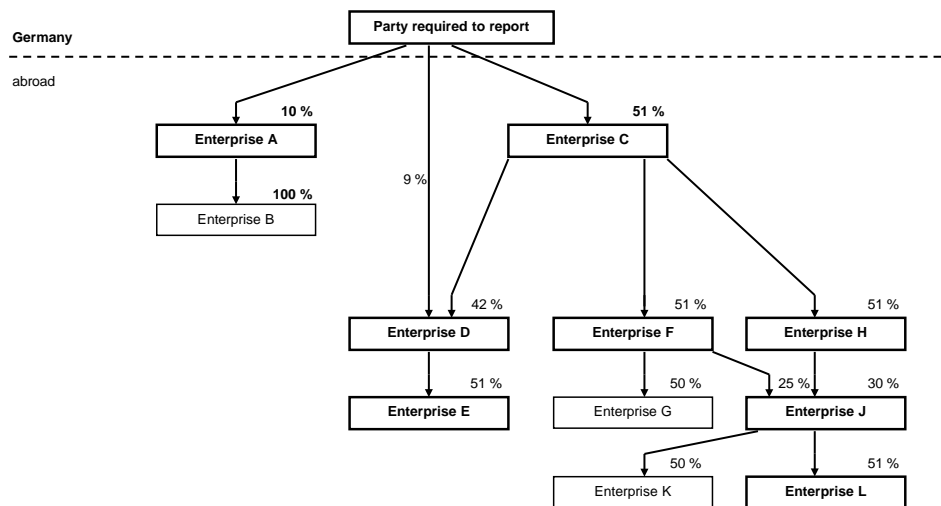 Party required to report
Germany
abroad
10 %
51 %
Enterprise A
Enterprise C
9 %
100 %
Enterprise B
42 %
51 %
51 %
Enterprise D
Enterprise F
Enterprise H
51 %
50 %
25 %
30 %
Enterprise E
Enterprise G
Enterprise J
50 %
51 %
Enterprise K
Enterprise L